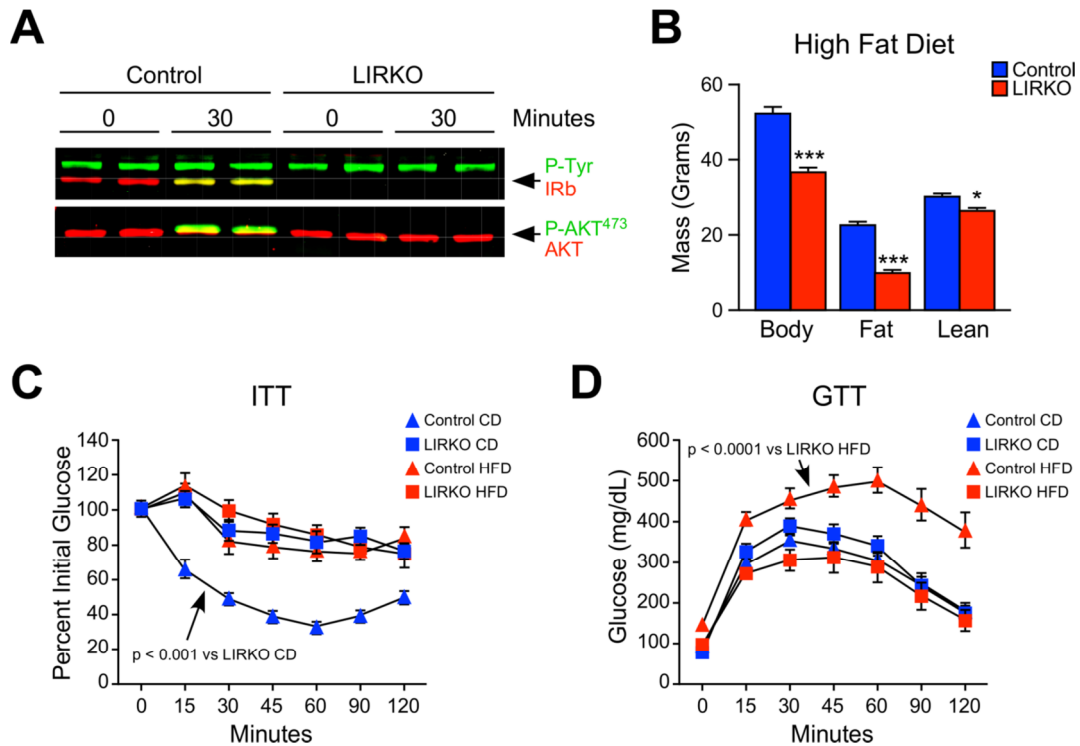 A
Control LIRKO
0 30 0 30 Minutes
P-Tyr
IRb
P-AKT473
AKT
B
High Fat Diet
Control
LIRKO
Mass (Grams)
60
40
20
0
***
***
*
Body Fat Lean
C
ITT
Control CD
LIRKO CD
Control HFD
LIRKO HFD
Percent Initial Glucose
140
120
100
80
60
40
20
0
p < 0.001 vs LIRKO CD
0 15 30 45 60 90 120
Minutes
D
GTT
Control CD
LIRKO CD
Control HFD
LIRKO HFD
p < 0.0001 vs LIRKO HFD
Glucose (mg/dL)
600
500
400
300
200
100
0
0 15 30 45 60 90 120
Minutes